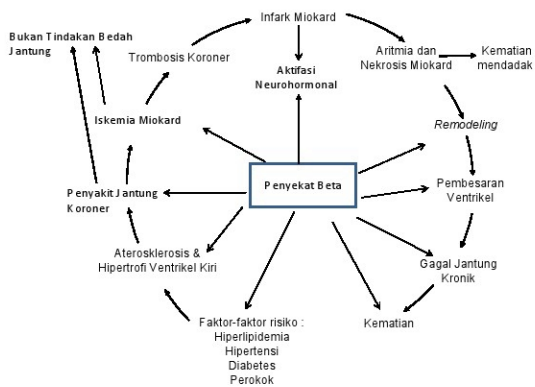 Infark Miokard
Bukan Tindakan Bedah
Jantung
Trombosis Koroner
Aritmia dan
Nekrosis Miokard
Kematian
mendadak
Aktifasi
Neurohormonal
Iskemia Miokard
Remodeling
Penyekat Beta
Penyakit Jantung
Koroner
Pembesaran
Ventrikel
Aterosklerosis &
Hipertrofi Ventrikel Kiri
Gagal Jantung
Kronik
Faktor-faktor risiko :
Hiperlipidemia
Hipertensi
Diabetes
Perokok
Kematian